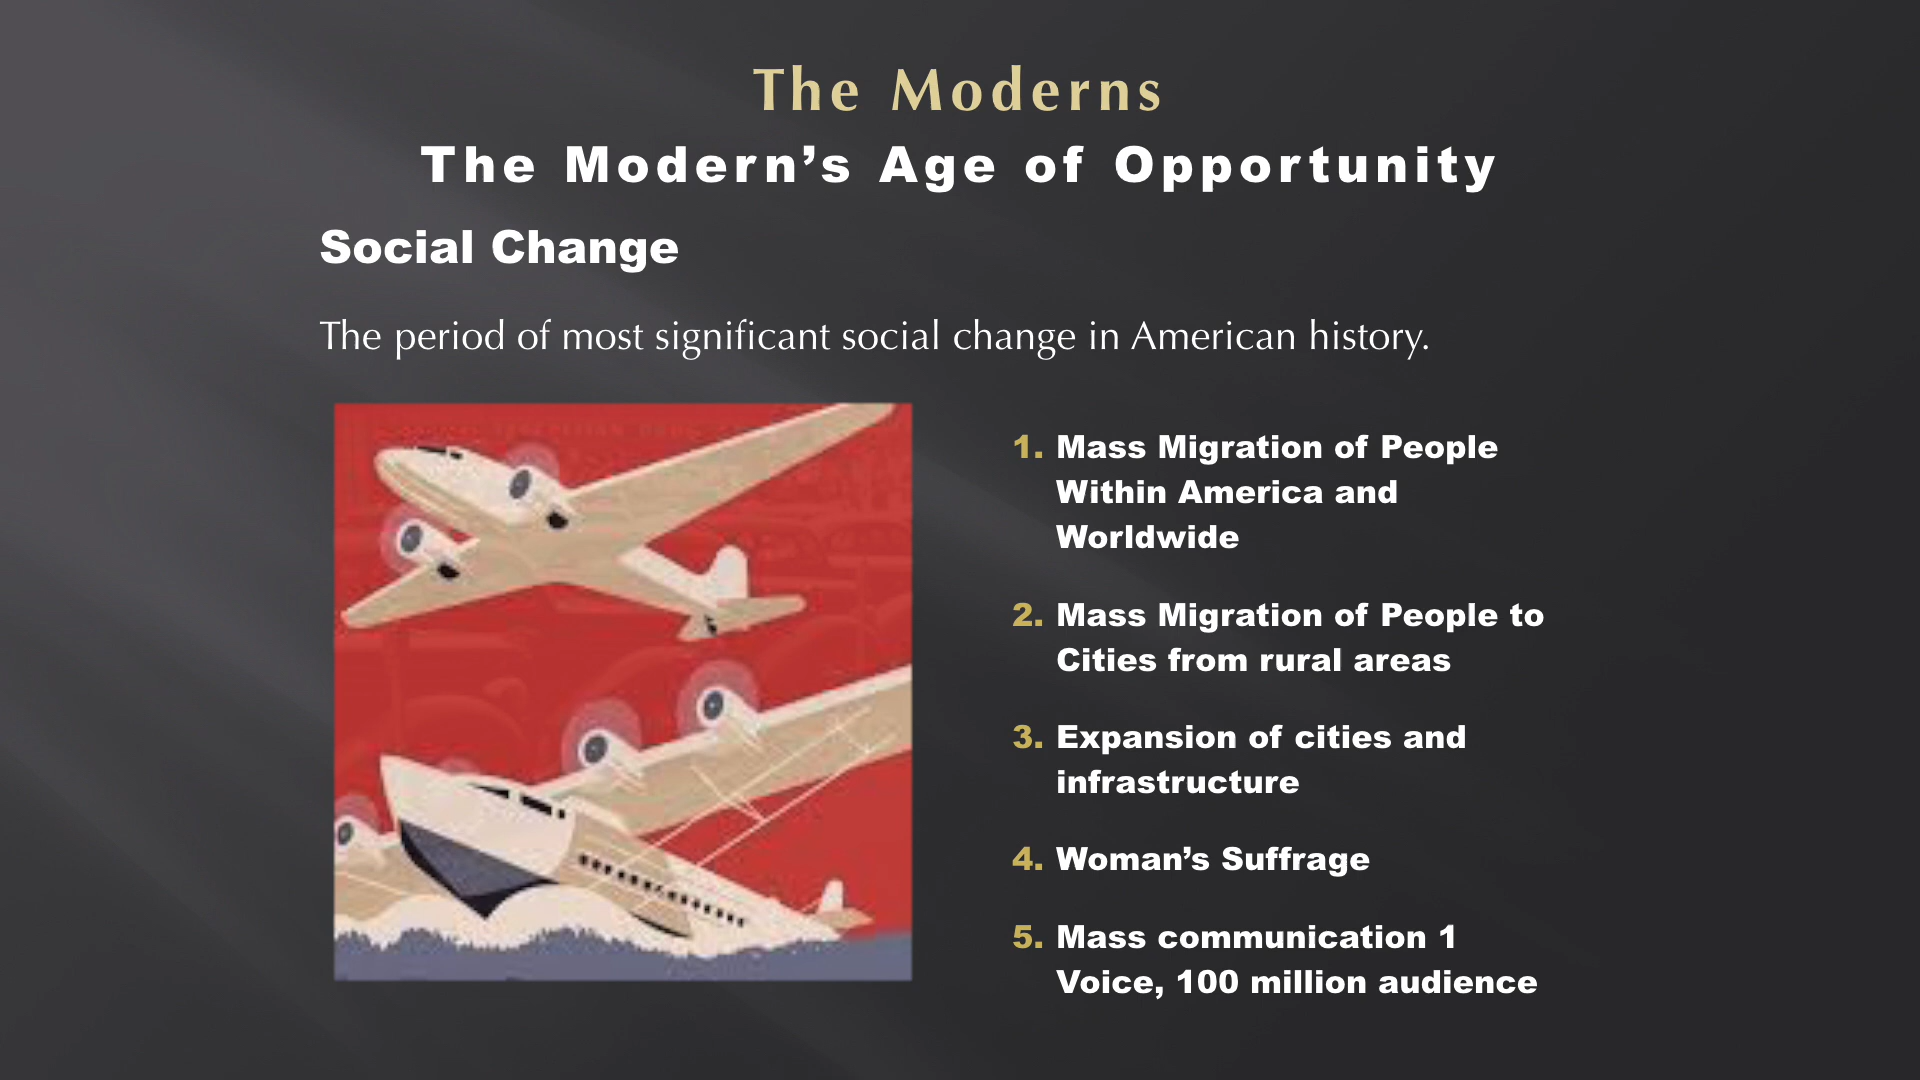 The Moderns
The Modern’s Age of Opportunity
Social Change
The period of most significant social change in American history.
1. Mass Migration of People
Within America and
Worldwide
2. Mass Migration of People to
Cities from rural areas
3. Expansion of cities and
infrastructure
4. Woman’s Suffrage
5. Mass communication 1
Voice, 100 million audience